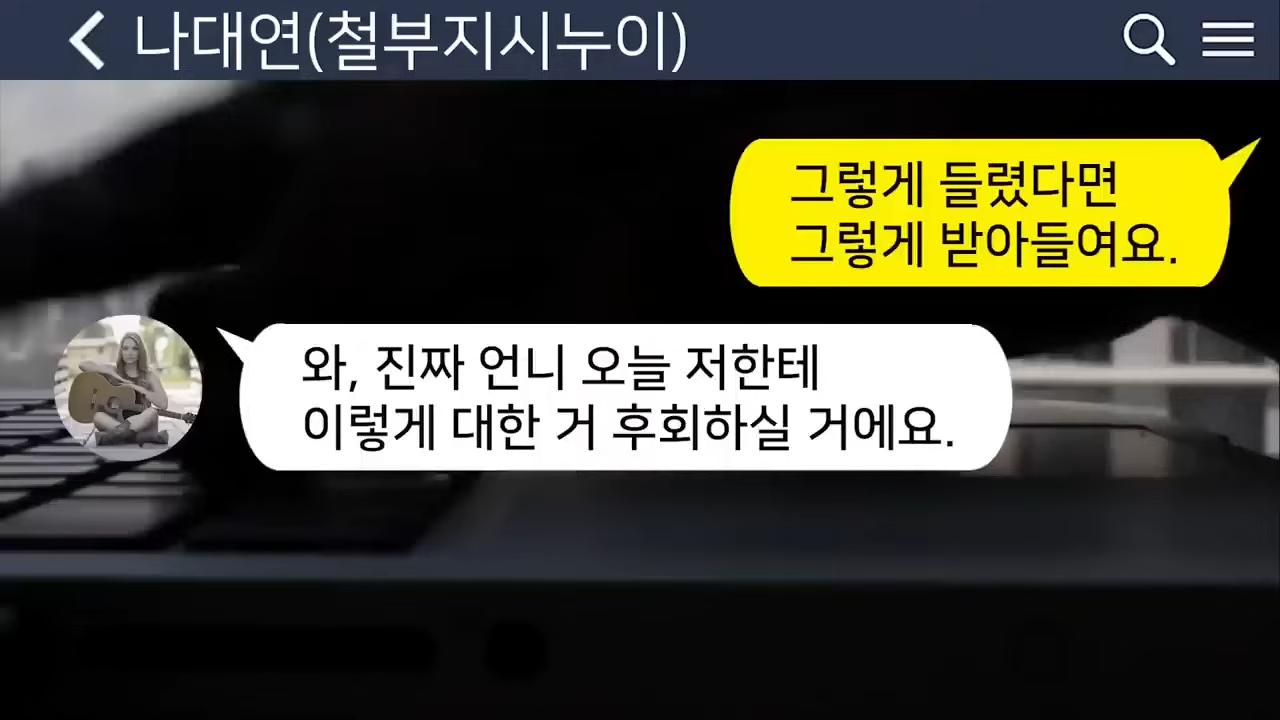 나대연(철부지시누이)
그렇게 들렸다면
그렇게 받아들여요.
와, 진짜 언니 오늘 저한테
이렇게 대한 거 후회하실 거에요.